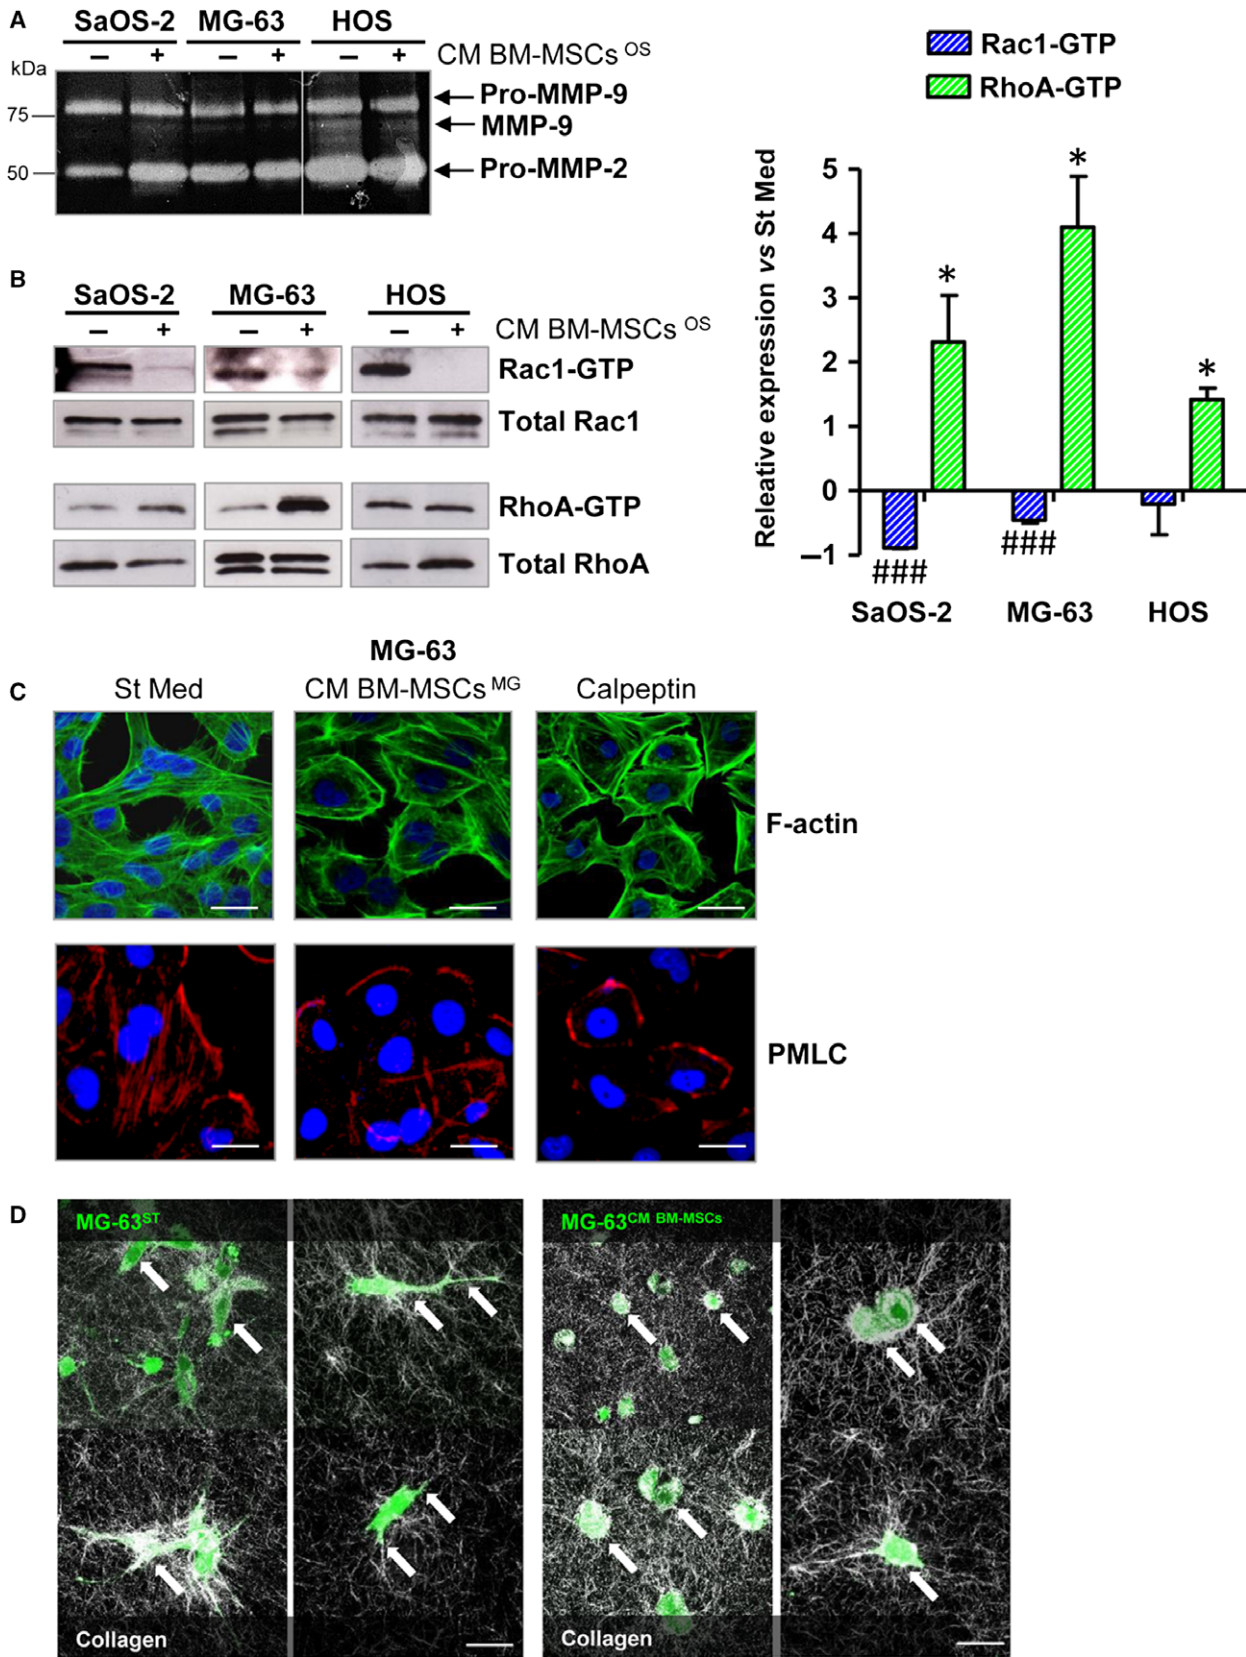 A
SaOS-2 MG-63 HOS
– + – + – + CM BM-MSCs OS
kDa
75
50
Pro-MMP-9
MMP-9
Pro-MMP-2
B
SaOS-2 MG-63 HOS
– + – + – + CM BM-MSCs OS
Rac1-GTP
Total Rac1
RhoA-GTP
Total RhoA
Rac1-GTP
RhoA-GTP
Releative expression vs St Med
5
4
3
2
1
0
–1
* * *
### ###
SaOS-2 MG-63 HOS
MG-63
C
St Med CM BM-MSCs MG Calpeptin
F-actin
PMLC
D
MG-63ST
MG-63CM BM-MSCs
Collagen
Collagen